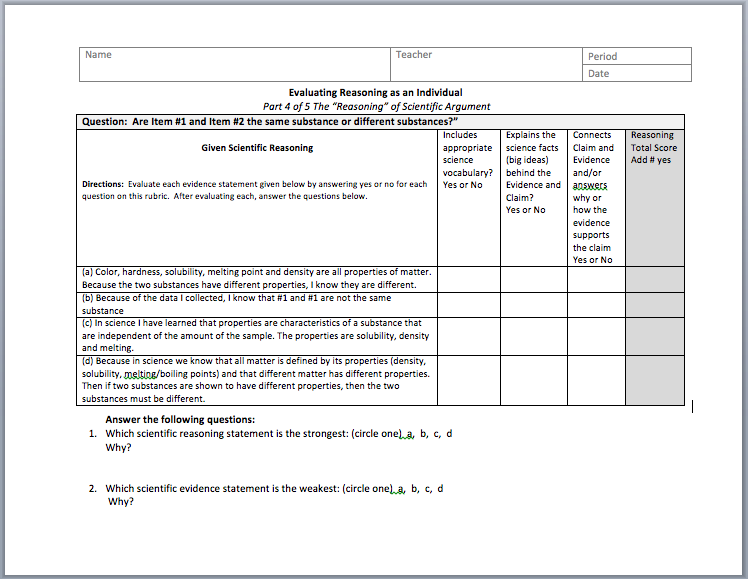 Name
Teacher
Period
Date
Evaluating Reasoning as an Individual
Part 4 of 5 The “Reasoning” of Scientific Argument
Question:  Are Item #1 and Item #2 the same substance or different substances?”
Given Scientific Reasoning
Directions:  Evaluate each evidence statement given below by answering yes or no for each
question on this rubric.  After evaluating each, answer the questions below.
Includes
appropriate
science
vocabulary?
Yes or No
Explains the
science facts
(big ideas)
behind the
Evidence and
Claim?
Yes or No
Connects
Claim and
Evidence
and/or
answers
why or
how the
evidence
supports
the claim
Yes or No
Reasoning
Total Score
Add # yes
(a) Color, hardness, solubility, melting point and density are all properties of matter.
Because the two substances have different properties, I know they are different.
(b) Because of the data I collected, I know that #1 and #1 are not the same
substance
(c) In science I have learned that properties are characteristics of a substance that
are independent of the amount of the sample. The properties are solubility, density
and melting.
(d) Because in science we know that all matter is defined by its properties (density,
solubility, melting/boiling points) and that different matter has different properties.
Then if two substances are shown to have different properties, then the two
substances must be different.
Answer the following questions:
1.  Which scientific reasoning statement is the strongest: (circle one)  a,  b,  c,  d
Why?
2.  Which scientific evidence statement is the weakest: (circle one)  a,  b,  c,  d
Why?